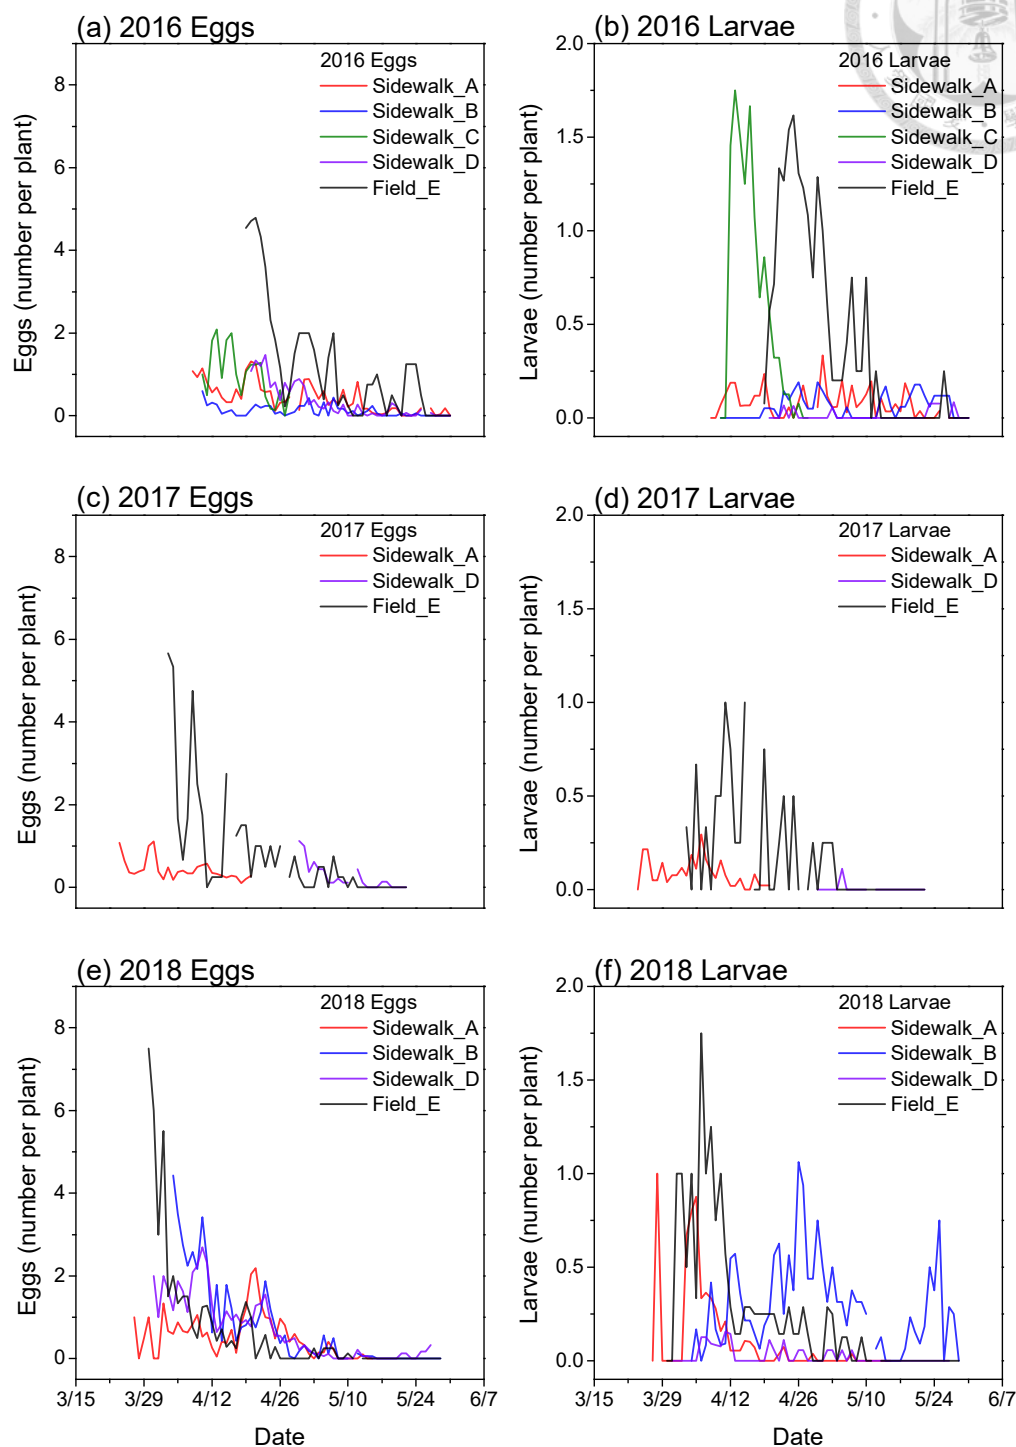 (a) 2016 Eggs
2016 Eggs
Sidewalk_A
Sidewalk_B
Sidewalk_C
Sidewalk_D
Field_E
8
6
4
2
0
Eggs (number per plant)
(b) 2016 Larvae
2016 Larvae
Sidewalk_A
Sidewalk_B
Sidewalk_C
Sidewalk_D
Field_E
2.0
1.5
1.0
0.5
0.0
Larvae (number per plant)
(c) 2017 Eggs
2017 Eggs
Sidewalk_A
Sidewalk_D
Field_E
8
6
4
2
0
Eggs (number per plant)
(d) 2017 Larvae
2017 Larvae
Sidewalk_A
Sidewalk_D
Field_E
2.0
1.5
1.0
0.5
0.0
Larvae (number per plant)
(e) 2018 Eggs
2018 Eggs
Sidewalk_A
Sidewalk_B
Sidewalk_D
Field_E
8
6
4
2
0
Eggs (number per plant)
3/15 3/29 4/12 4/26 5/10 5/24 6/7
Date
(f) 2018 Larvae
2018 Larvae
Sidewalk_A
Sidewalk_B
Sidewalk_D
Field_E
2.0
1.5
1.0
0.5
0.0
Larvae (number per plant)
3/15 3/29 4/12 4/26 5/10 5/24 6/7
Date